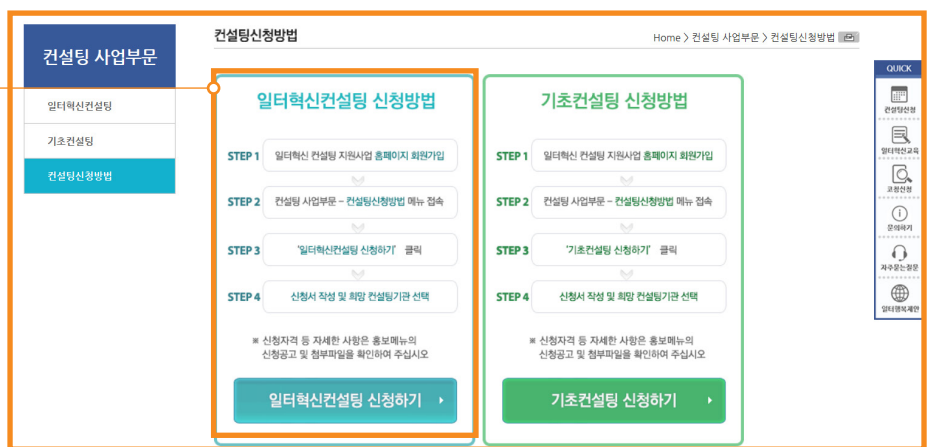 컨설팅 사업부문
일터혁신컨설팅
기초컨설팅
컨설팅신청방법
컨설팅신청방법
Home > 컨설팅 사업부문 > 컨설팅신청방법
일터혁신컨설팅 신청방법
STEP 1 일터혁신 컨설팅 지원사업 홈페이지 회원가입
STEP 2 컨설팅 사업부문 – 컨설팅신청방법 메뉴 접속
STEP 3 '일터혁신컨설팅 신청하기' 클릭
STEP 4 신청서 작성 및 희망 컨설팅기관 선택
※ 신청자격 등 자세한 사항은 홍보메뉴의
신청공고 및 첨부파일을 확인하여 주십시오
일터혁신컨설팅 신청하기
기초컨설팅 신청방법
STEP 1 일터혁신 컨설팅 지원사업 홈페이지 회원가입
STEP 2 컨설팅 사업부문 – 컨설팅신청방법 메뉴 접속
STEP 3 '기초컨설팅 신청하기' 클릭
STEP 4 신청서 작성 및 희망 컨설팅기관 선택
※ 신청자격 등 자세한 사항은 홍보메뉴의
신청공고 및 첨부파일을 확인하여 주십시오
기초컨설팅 신청하기
QUICK
컨설팅신청
일터혁신교육
코칭신청
문의하기
자주묻는질문
일터행복제안